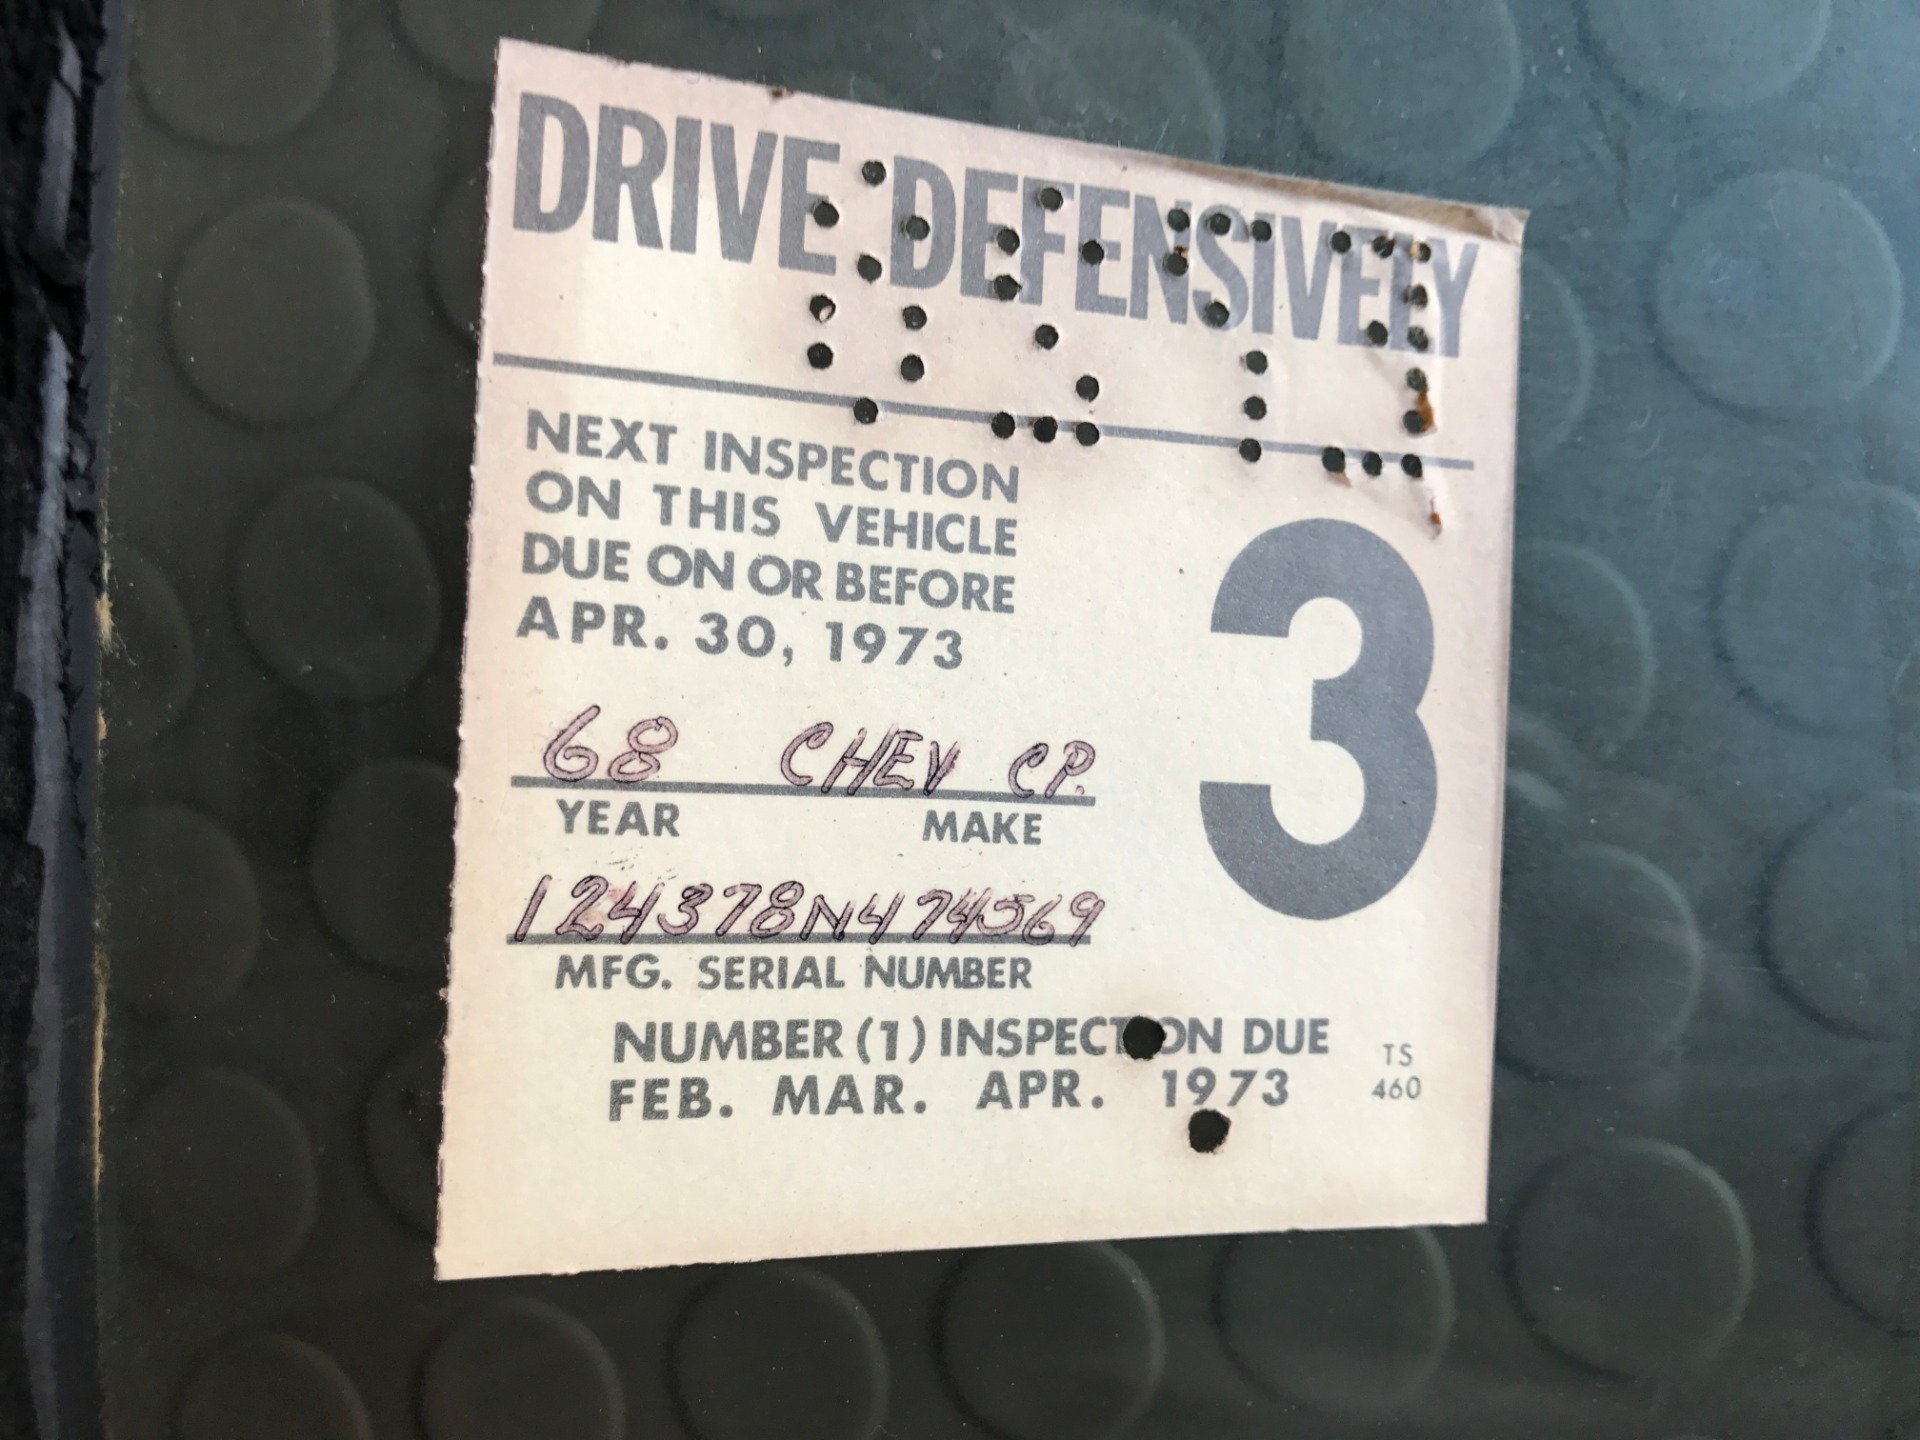 DRIVE DEFENSIVELY
NEXT INSPECTION
ON THIS VEHICLE
DUE ON OR BEFORE
APR. 30, 1973
3
68 CHEV CP.
YEAR MAKE
124378N474569
MFG. SERIAL NUMBER
NUMBER (1) INSPECTION DUE
FEB. MAR. APR. 1973
TS
460